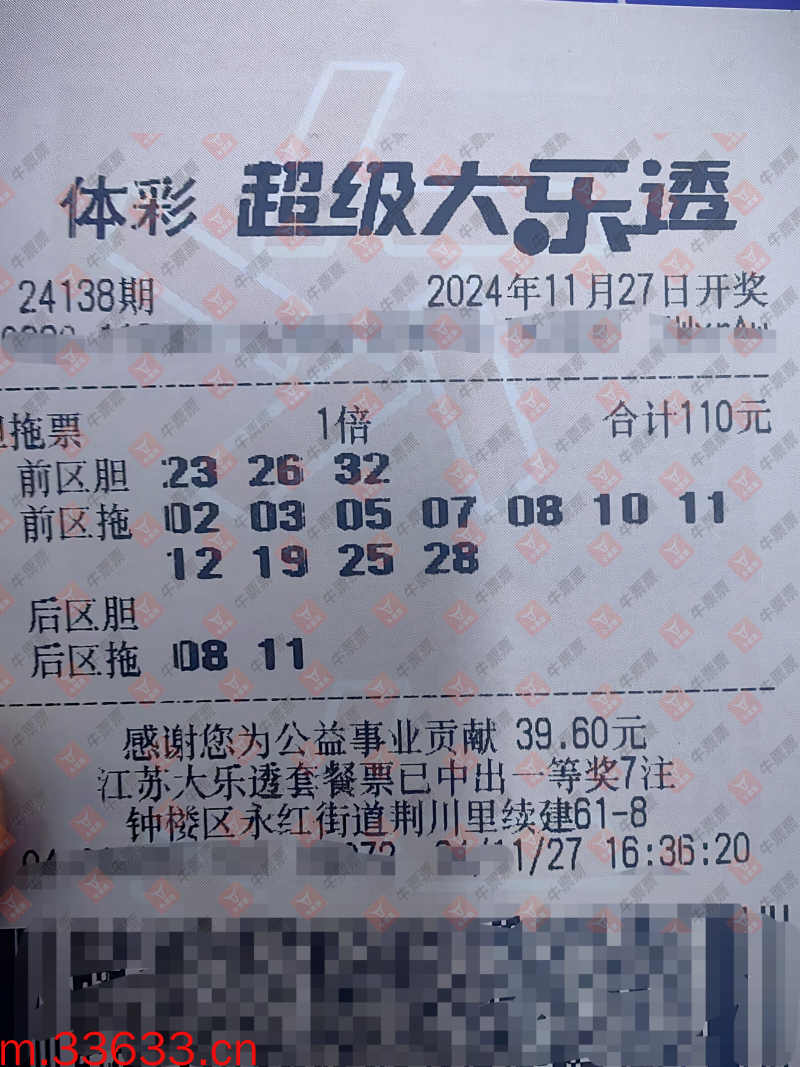 体彩 超级大乐透
24138期 2024年11月27日开奖
拖票 1倍 合计110元
前区胆 23 26 32
前区拖 02 03 05 07 08 10 11
12 19 25 28
后区胆
后区拖 08 11
感谢您为公益事业贡献 39.60元
江苏大乐透套餐票已中出一等奖7注
钟楼区永红街道荆川里续建61-8
11/27 16:36:20
m.33633.cn
牛票票